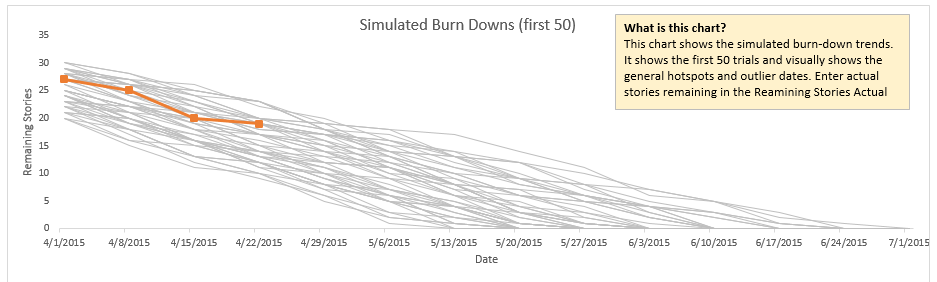 Simulated Burn Downs (first 50)
What is this chart?
This chart shows the simulated burn-down trends.
It shows the first 50 trials and visually shows the
general hotspots and outlier dates. Enter actual
stories remaining in the Reamining Stories Actual
Remaining Stories
35
30
25
20
15
10
5
0
4/1/2015 4/8/2015 4/15/2015 4/22/2015 4/29/2015 5/6/2015 5/13/2015 5/20/2015 5/27/2015 6/3/2015 6/10/2015 6/17/2015 6/24/2015 7/1/2015
Date